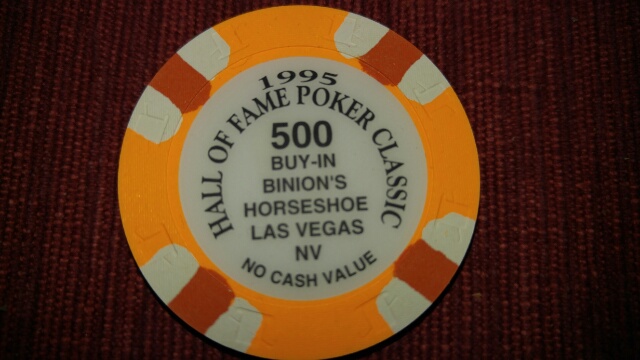 1995
HALL OF FAME POKER CLASSIC
500
BUY-IN
BINION'S
HORSESHOE
LAS VEGAS
NV
NO CASH VALUE